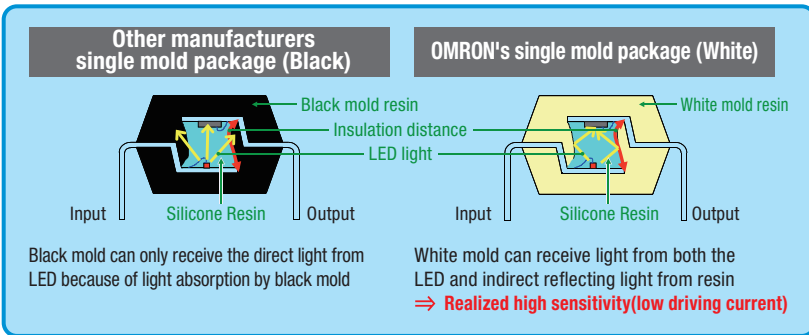 Other manufacturers
single mold package (Black)
OMRON's single mold package (White)
Black mold resin
White mold resin
Insulation distance
LED light
Input
Silicone Resin
Output
Input
Silicone Resin
Output
Black mold can only receive the direct light from
LED because of light absorption by black mold
White mold can receive light from both the
LED and indirect reflecting light from resin
⇒ Realized high sensitivity(low driving current)